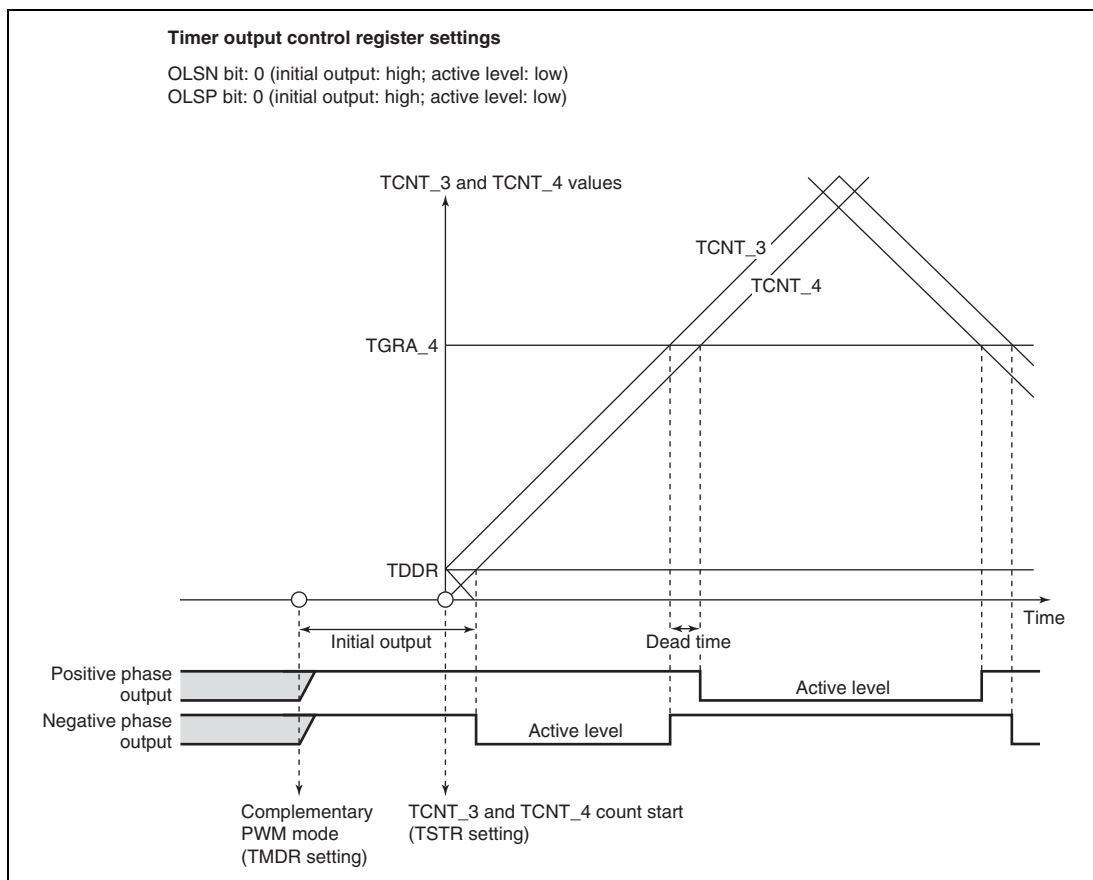 Timer output control register settings
OLSN bit: 0 (initial output: high; active level: low)
OLSP bit: 0 (initial output: high; active level: low)
TCNT_3 and TCNT_4 values
TCNT_3
TCNT_4
TGRA_4
TDDR
Time
Initial output
Dead time
Positive phase
output
Active level
Negative phase
output
Active level
Complementary
PWM mode
(TMDR setting)
TCNT_3 and TCNT_4 count start
(TSTR setting)